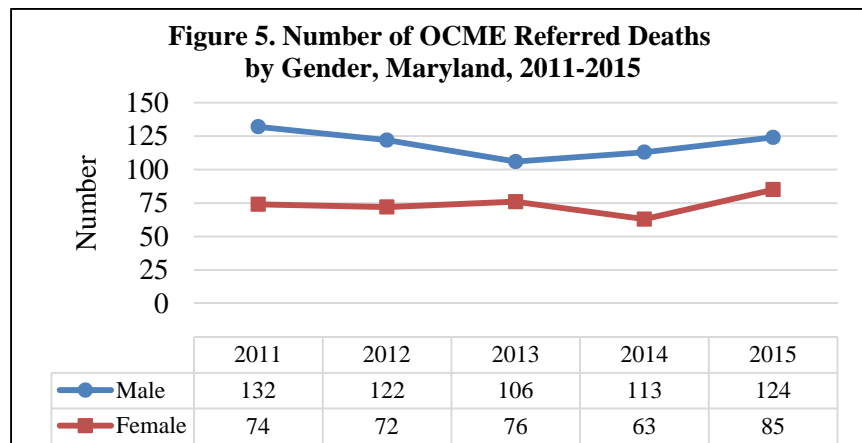 Figure 5. Number of OCME Referred Deaths
by Gender, Maryland, 2011-2015
150
125
100
75
50
25
0
Number
2011 2012 2013 2014 2015
Male 132 122 106 113 124
Female 74 72 76 63 85